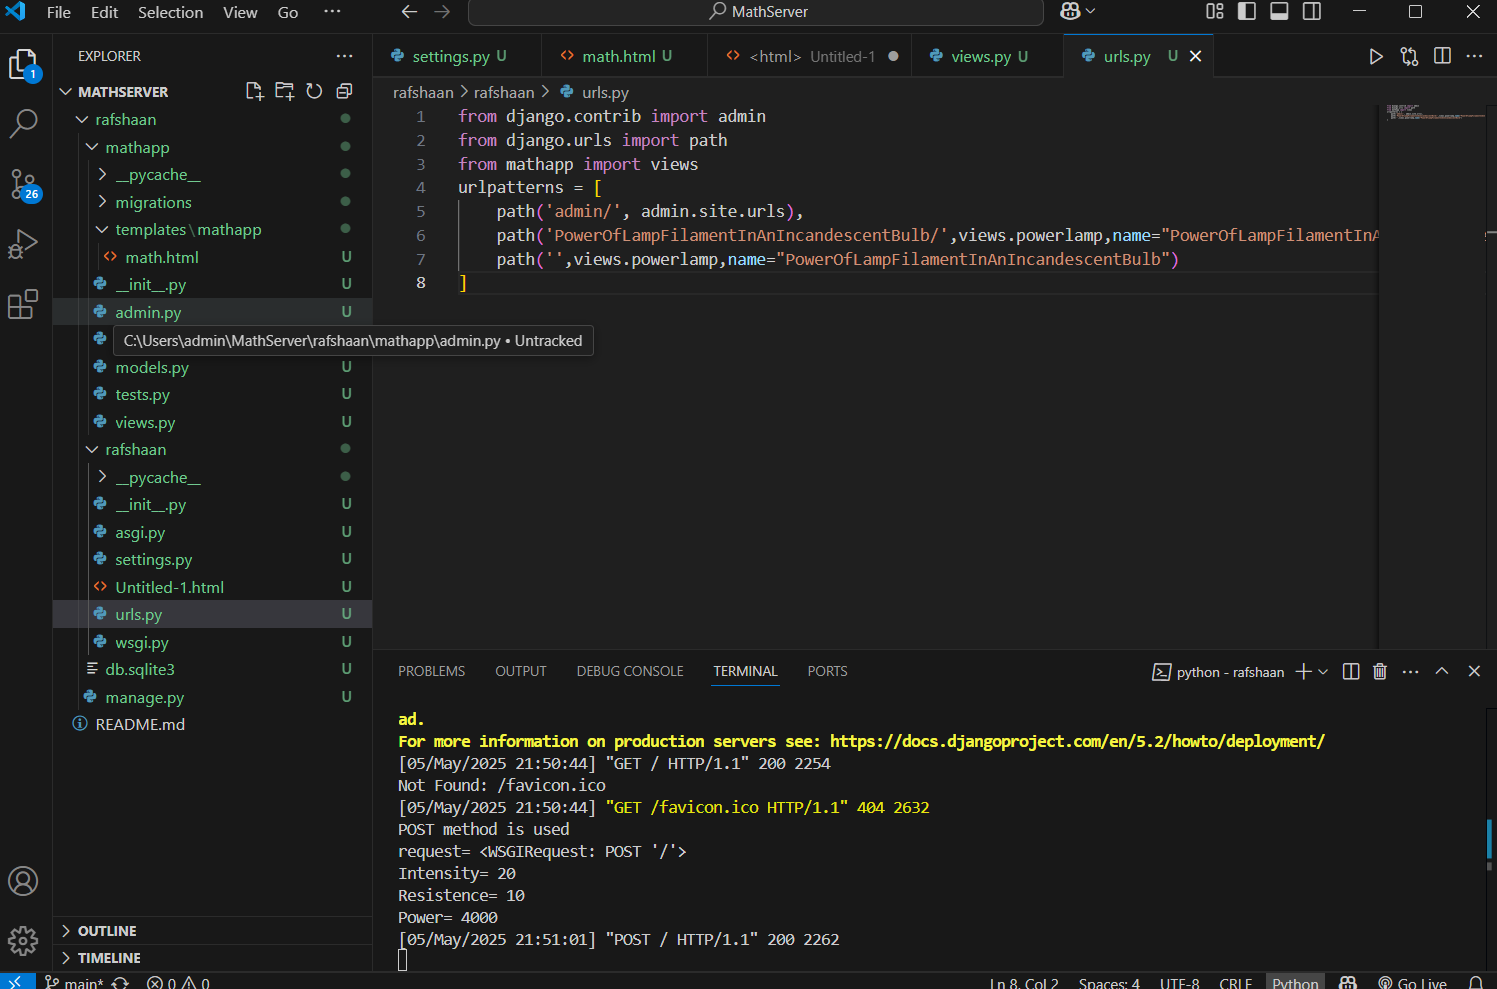 File Edit Selection View Go ··· MathServer
EXPLORER ···
settings.py U
math.html U
<html> Untitled-1
views.py U
urls.py U
MATHSERVER
rafshaan
mathapp
__pycache__
migrations
templates\mathapp
math.html U
__init__.py U
admin.py U
C:\Users\admin\MathServer\rafshaan\mathapp\admin.py • Untracked
models.py U
tests.py U
views.py U
rafshaan
__pycache__
__init__.py U
asgi.py U
settings.py U
Untitled-1.html U
urls.py U
wsgi.py U
db.sqlite3 U
manage.py U
README.md
OUTLINE
TIMELINE
1
26
rafshaan > rafshaan > urls.py
1 from django.contrib import admin
2 from django.urls import path
3 from mathapp import views
4 urlpatterns = [
5 path('admin/', admin.site.urls),
6 path('PowerOfLampFilamentInAnIncandescentBulb/',views.powerlamp,name="PowerOfLampFilamentInA
7 path('',views.powerlamp,name="PowerOfLampFilamentInAnIncandescentBulb")
8 ]
PROBLEMS OUTPUT DEBUG CONSOLE TERMINAL PORTS python - rafshaan
ad.
For more information on production servers see: https://docs.djangoproject.com/en/5.2/howto/deployment/
[05/May/2025 21:50:44] "GET / HTTP/1.1" 200 2254
Not Found: /favicon.ico
[05/May/2025 21:50:44] "GET /favicon.ico HTTP/1.1" 404 2632
POST method is used
request= <WSGIRequest: POST '/'>
Intensity= 20
Resistence= 10
Power= 4000
[05/May/2025 21:51:01] "POST / HTTP/1.1" 200 2262
main* 0 0 Ln 8, Col 2 Spaces: 4 UTF-8 CRLF Python Go Live